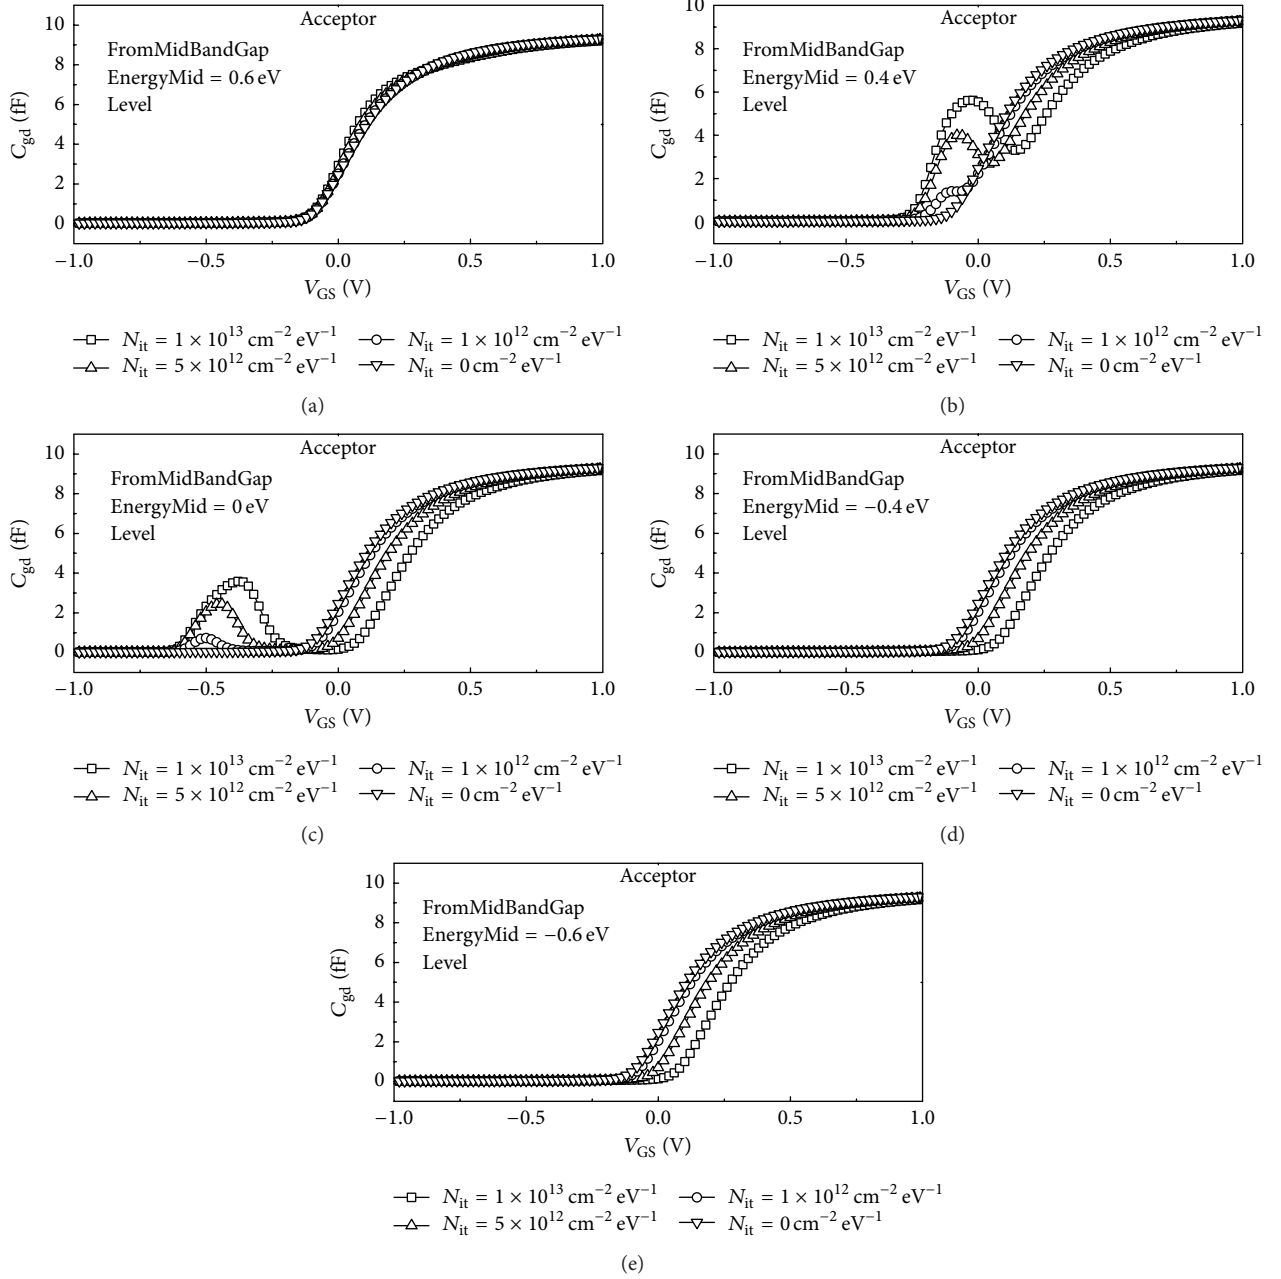 Acceptor
FromMidBandGap
EnergyMid = 0.6 eV
Level
10
8
6
4
2
0
C_gd (fF)
−1.0 −0.5 0.0 0.5 1.0
V_GS (V)
N_it = 1 × 10^13 cm^−2 eV^−1 N_it = 1 × 10^12 cm^−2 eV^−1
N_it = 5 × 10^12 cm^−2 eV^−1 N_it = 0 cm^−2 eV^−1
(a)
Acceptor
FromMidBandGap
EnergyMid = 0.4 eV
Level
10
8
6
4
2
0
C_gd (fF)
−1.0 −0.5 0.0 0.5 1.0
V_GS (V)
N_it = 1 × 10^13 cm^−2 eV^−1 N_it = 1 × 10^12 cm^−2 eV^−1
N_it = 5 × 10^12 cm^−2 eV^−1 N_it = 0 cm^−2 eV^−1
(b)
Acceptor
FromMidBandGap
EnergyMid = 0 eV
Level
10
8
6
4
2
0
C_gd (fF)
−1.0 −0.5 0.0 0.5 1.0
V_GS (V)
N_it = 1 × 10^13 cm^−2 eV^−1 N_it = 1 × 10^12 cm^−2 eV^−1
N_it = 5 × 10^12 cm^−2 eV^−1 N_it = 0 cm^−2 eV^−1
(c)
Acceptor
FromMidBandGap
EnergyMid = −0.4 eV
Level
10
8
6
4
2
0
C_gd (fF)
−1.0 −0.5 0.0 0.5 1.0
V_GS (V)
N_it = 1 × 10^13 cm^−2 eV^−1 N_it = 1 × 10^12 cm^−2 eV^−1
N_it = 5 × 10^12 cm^−2 eV^−1 N_it = 0 cm^−2 eV^−1
(d)
Acceptor
FromMidBandGap
EnergyMid = −0.6 eV
Level
10
8
6
4
2
0
C_gd (fF)
−1.0 −0.5 0.0 0.5 1.0
V_GS (V)
N_it = 1 × 10^13 cm^−2 eV^−1 N_it = 1 × 10^12 cm^−2 eV^−1
N_it = 5 × 10^12 cm^−2 eV^−1 N_it = 0 cm^−2 eV^−1
(e)